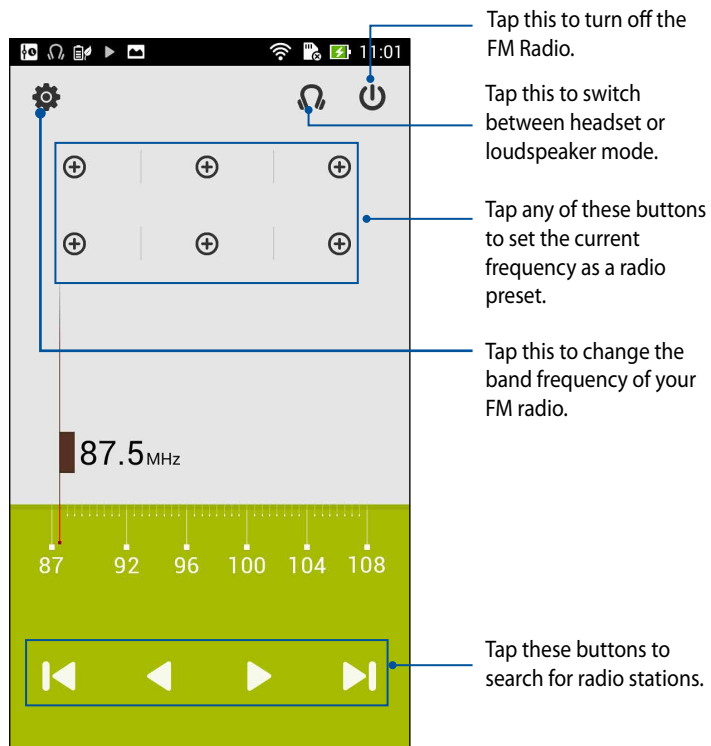 Tap this to turn off the
FM Radio.
11:01
Tap this to switch
between headset or
loudspeaker mode.
Tap any of these buttons
to set the current
frequency as a radio
preset.
Tap this to change the
band frequency of your
FM radio.
87.5MHz
87 92 96 100 104 108
Tap these buttons to
search for radio stations.